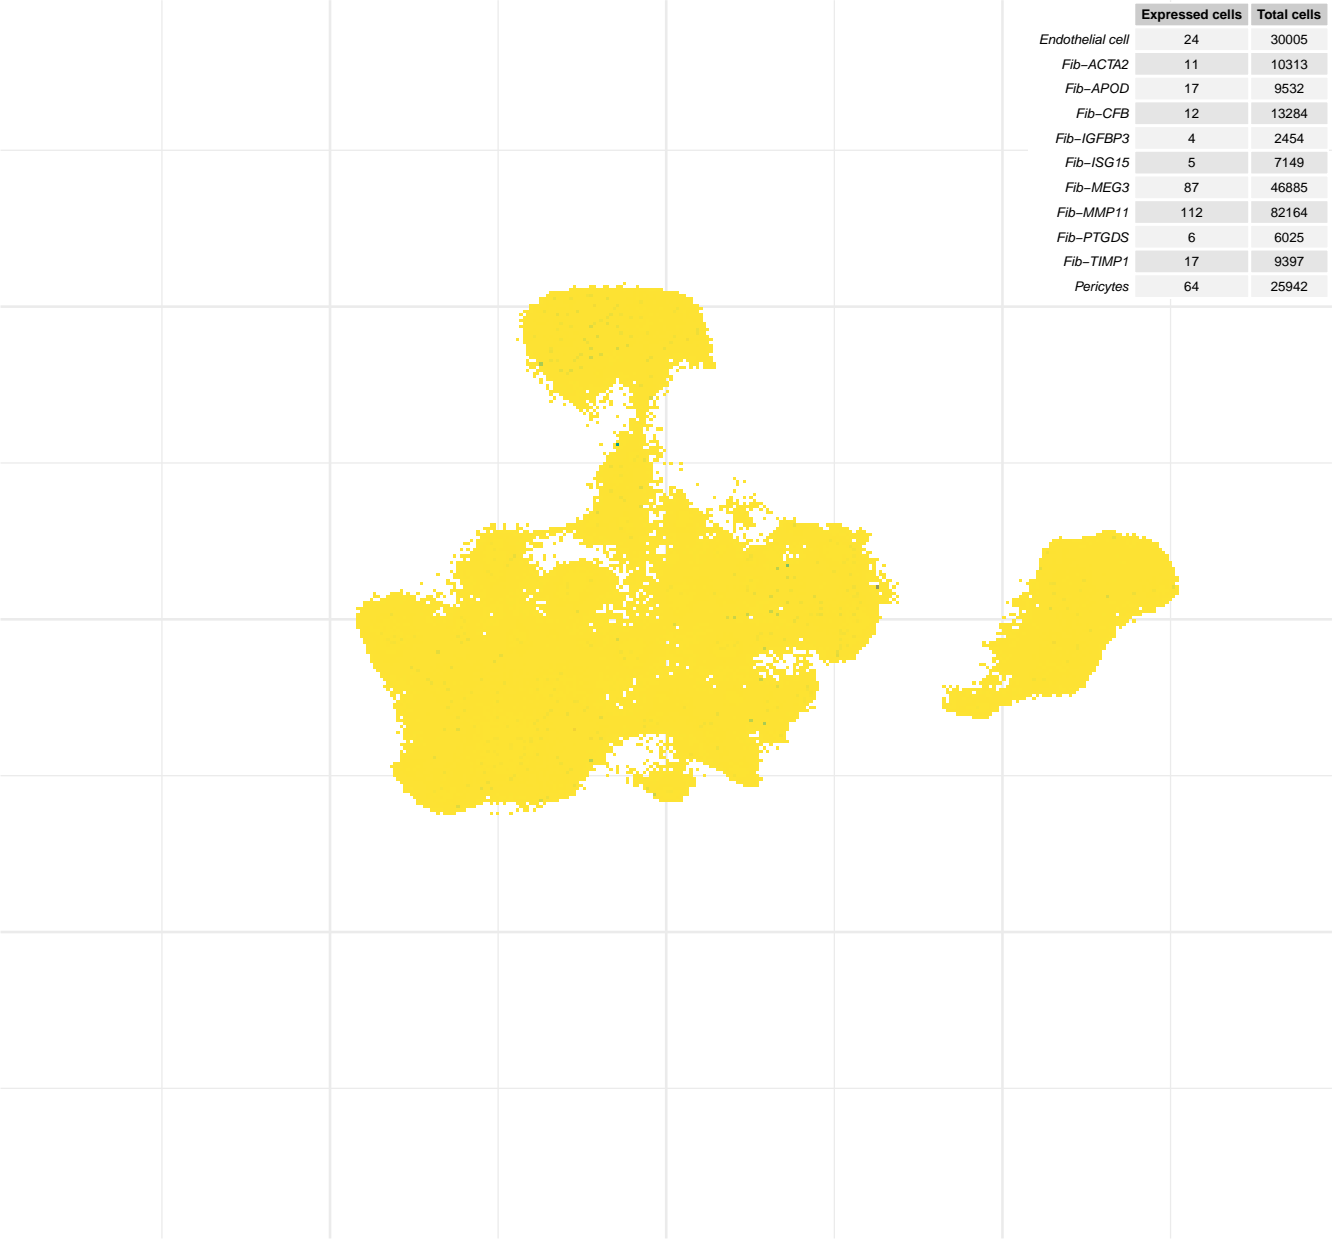 Expressed cells Total cells
Endothelial cell 24 30005
Fib−ACTA2 11 10313
Fib−APOD 17 9532
Fib−CFB 12 13284
Fib−IGFBP3 4 2454
Fib−ISG15 5 7149
Fib−MEG3 87 46885
Fib−MMP11 112 82164
Fib−PTGDS 6 6025
Fib−TIMP1 17 9397
Pericytes 64 25942